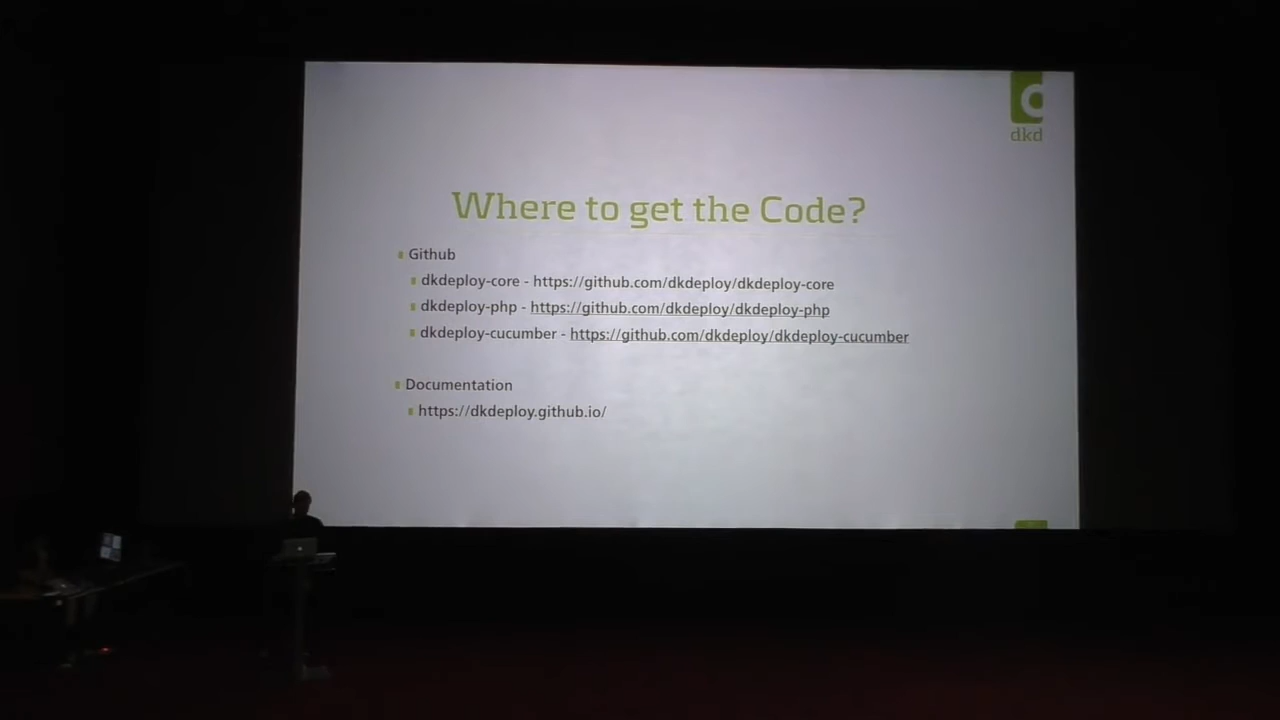 dkd
Where to get the Code?
Github
dkdeploy-core - https://github.com/dkdeploy/dkdeploy-core
dkdeploy-php - https://github.com/dkdeploy/dkdeploy-php
dkdeploy-cucumber - https://github.com/dkdeploy/dkdeploy-cucumber
Documentation
https://dkdeploy.github.io/